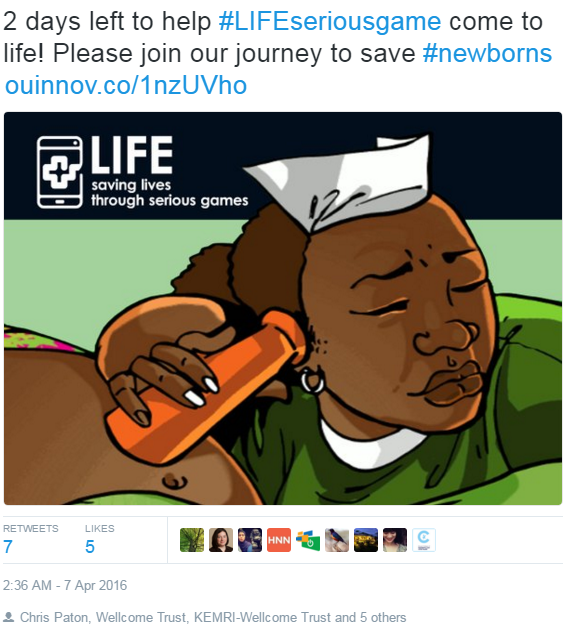 2 days left to help #LIFEseriousgame come to
life! Please join our journey to save #newborns
ouinnov.co/1nzUVho
LIFE
saving lives
through serious games
RETWEETS LIKES
7 5
HNN
2:36 AM - 7 Apr 2016
Chris Paton, Wellcome Trust, KEMRI-Wellcome Trust and 5 others